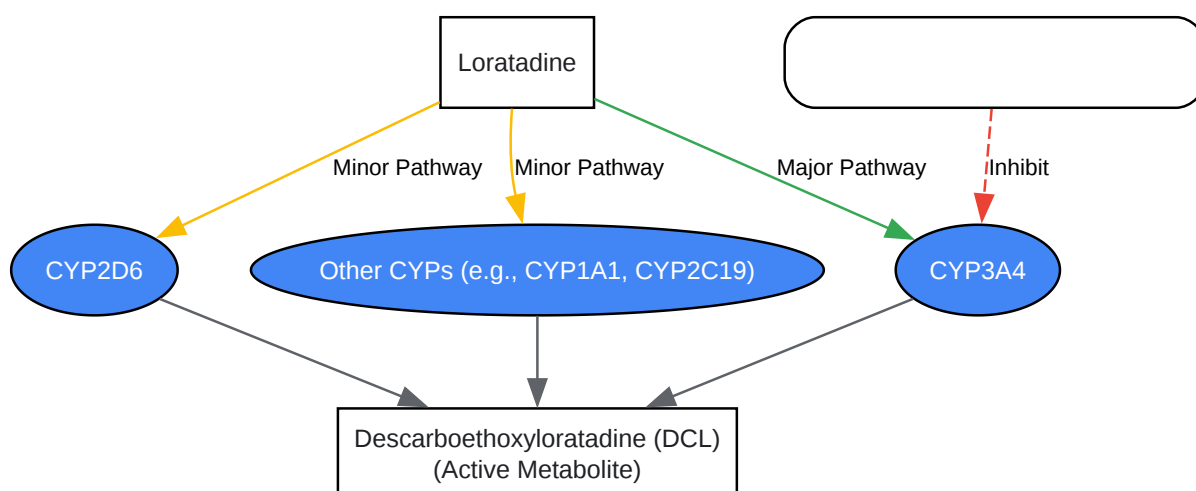 Loratadine
Minor Pathway
Minor Pathway
Major Pathway
Inhibit
CYP2D6
Other CYPs (e.g., CYP1A1, CYP2C19)
CYP3A4
Descarboethoxyloratadine (DCL)
(Active Metabolite)